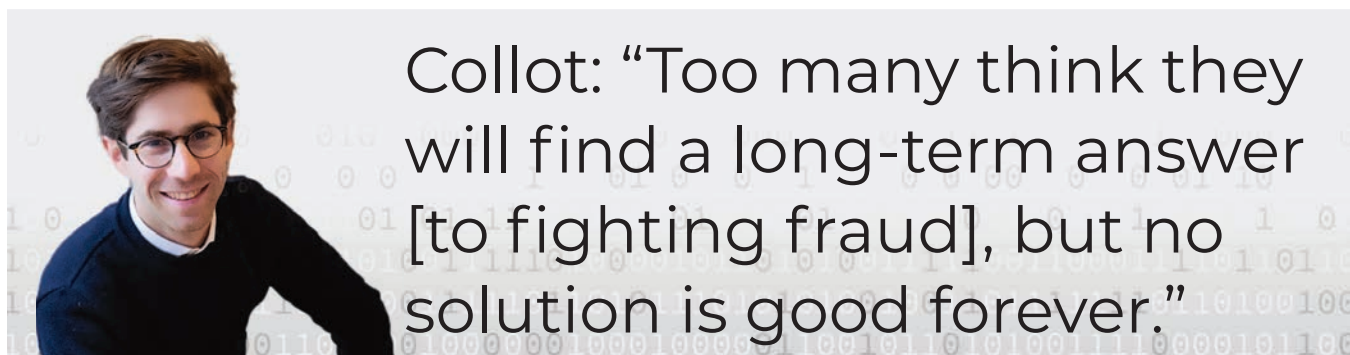 Collot: “Too many think they
will find a long-term answer
[to fighting fraud], but no
solution is good forever.”